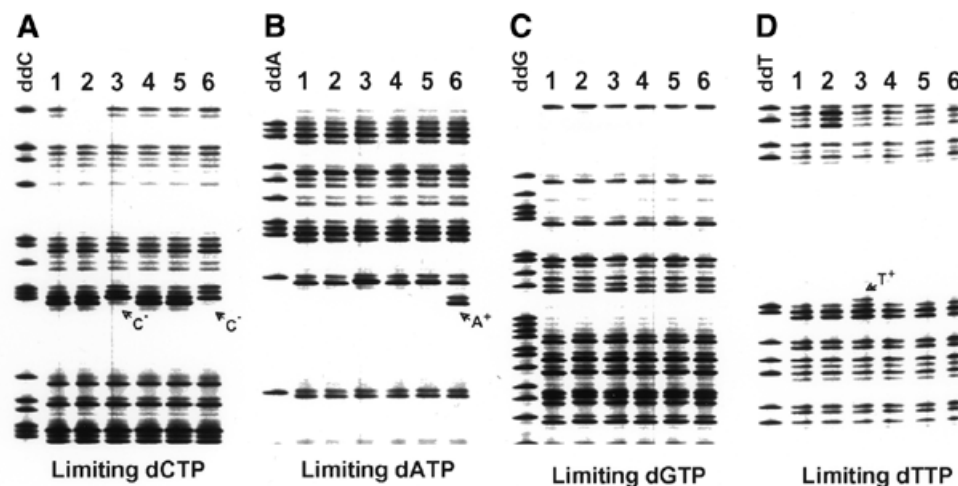 A
B
C
D
ddC 1 2 3 4 5 6
ddA 1 2 3 4 5 6
ddG 1 2 3 4 5 6
ddT 1 2 3 4 5 6
C-
C-
A+
T+
Limiting dCTP
Limiting dATP
Limiting dGTP
Limiting dTTP